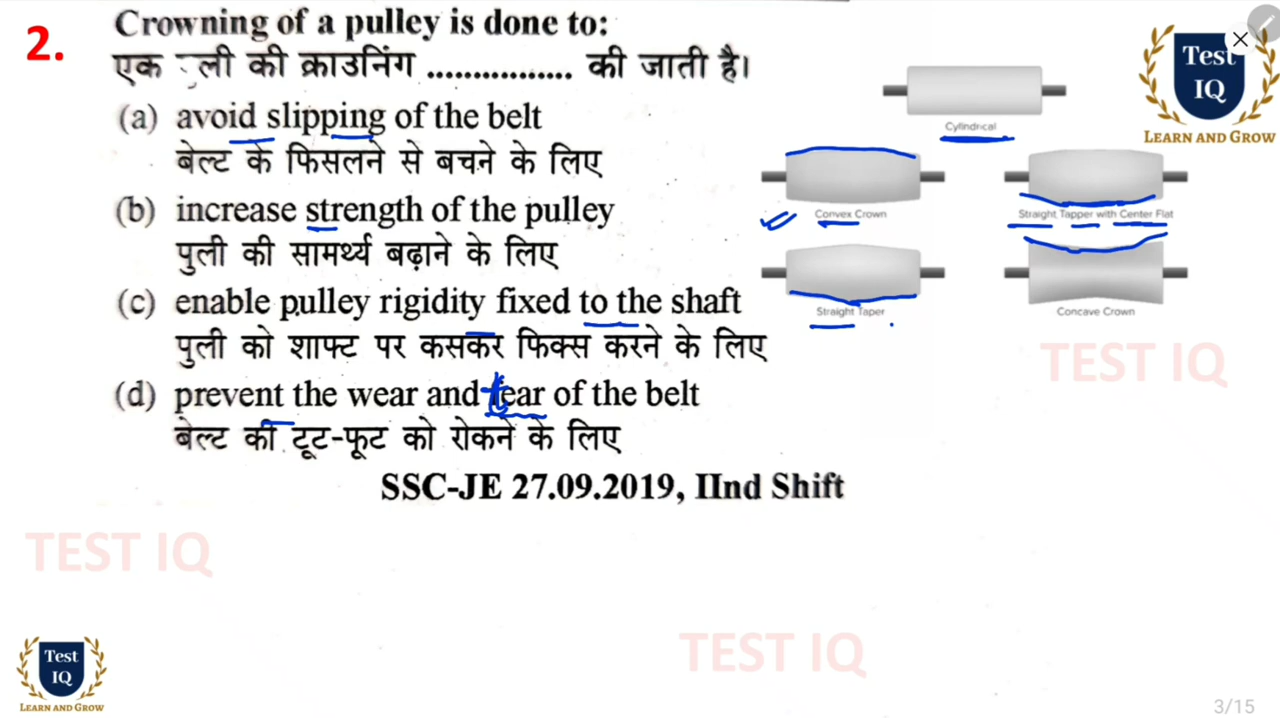 2.
Crowning of a pulley is done to:
एक पुली की क्राउनिंग ................ की जाती है।
(a) avoid slipping of the belt
बेल्ट के फिसलने से बचने के लिए
(b) increase strength of the pulley
पुली की सामर्थ्य बढ़ाने के लिए
(c) enable pulley rigidity fixed to the shaft
पुली को शाफ्ट पर कसकर फिक्स करने के लिए
(d) prevent the wear and tear of the belt
बेल्ट की टूट-फूट को रोकने के लिए
SSC-JE 27.09.2019, IInd Shift
Cylindrical
Convex Crown
Straight Tapper with Center Flat
Straight Taper
Concave Crown
Test
IQ
LEARN AND GROW
TEST IQ
TEST IQ
TEST IQ
Test
IQ
LEARN AND GROW
3/15